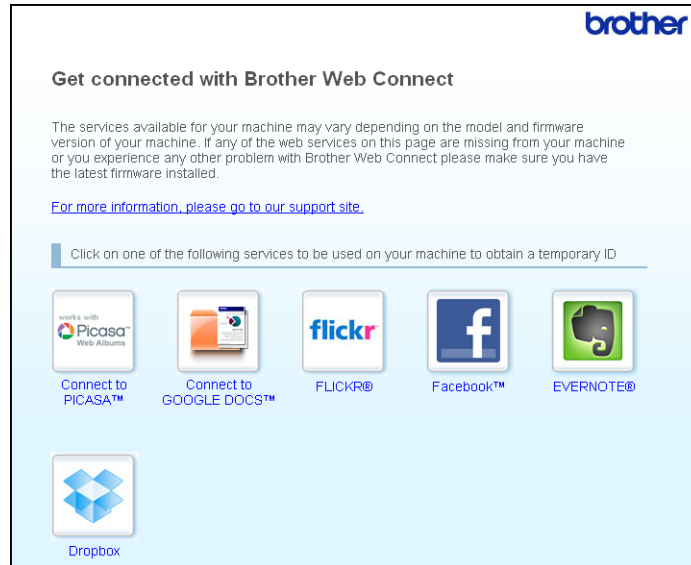 brother
Get connected with Brother Web Connect
The services available for your machine may vary depending on the model and firmware
version of your machine. If any of the web services on this page are missing from your machine
or you experience any other problem with Brother Web Connect please make sure you have
the latest firmware installed.
For more information, please go to our support site.
Click on one of the following services to be used on your machine to obtain a temporary ID
works with
Picasa™
Web Albums
flickr
f
Connect to
PICASA™
Connect to
GOOGLE DOCS™
FLICKR®
Facebook™
EVERNOTE®
Dropbox